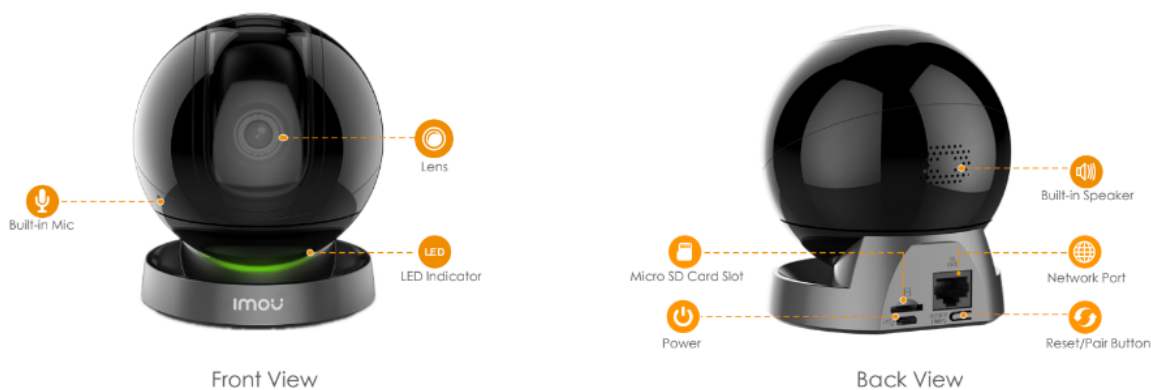 Lens
Built-in Mic
LED
LED Indicator
imou
Front View
Built-in Speaker
Micro SD Card Slot
Network Port
Power
Reset/Pair Button
Back View